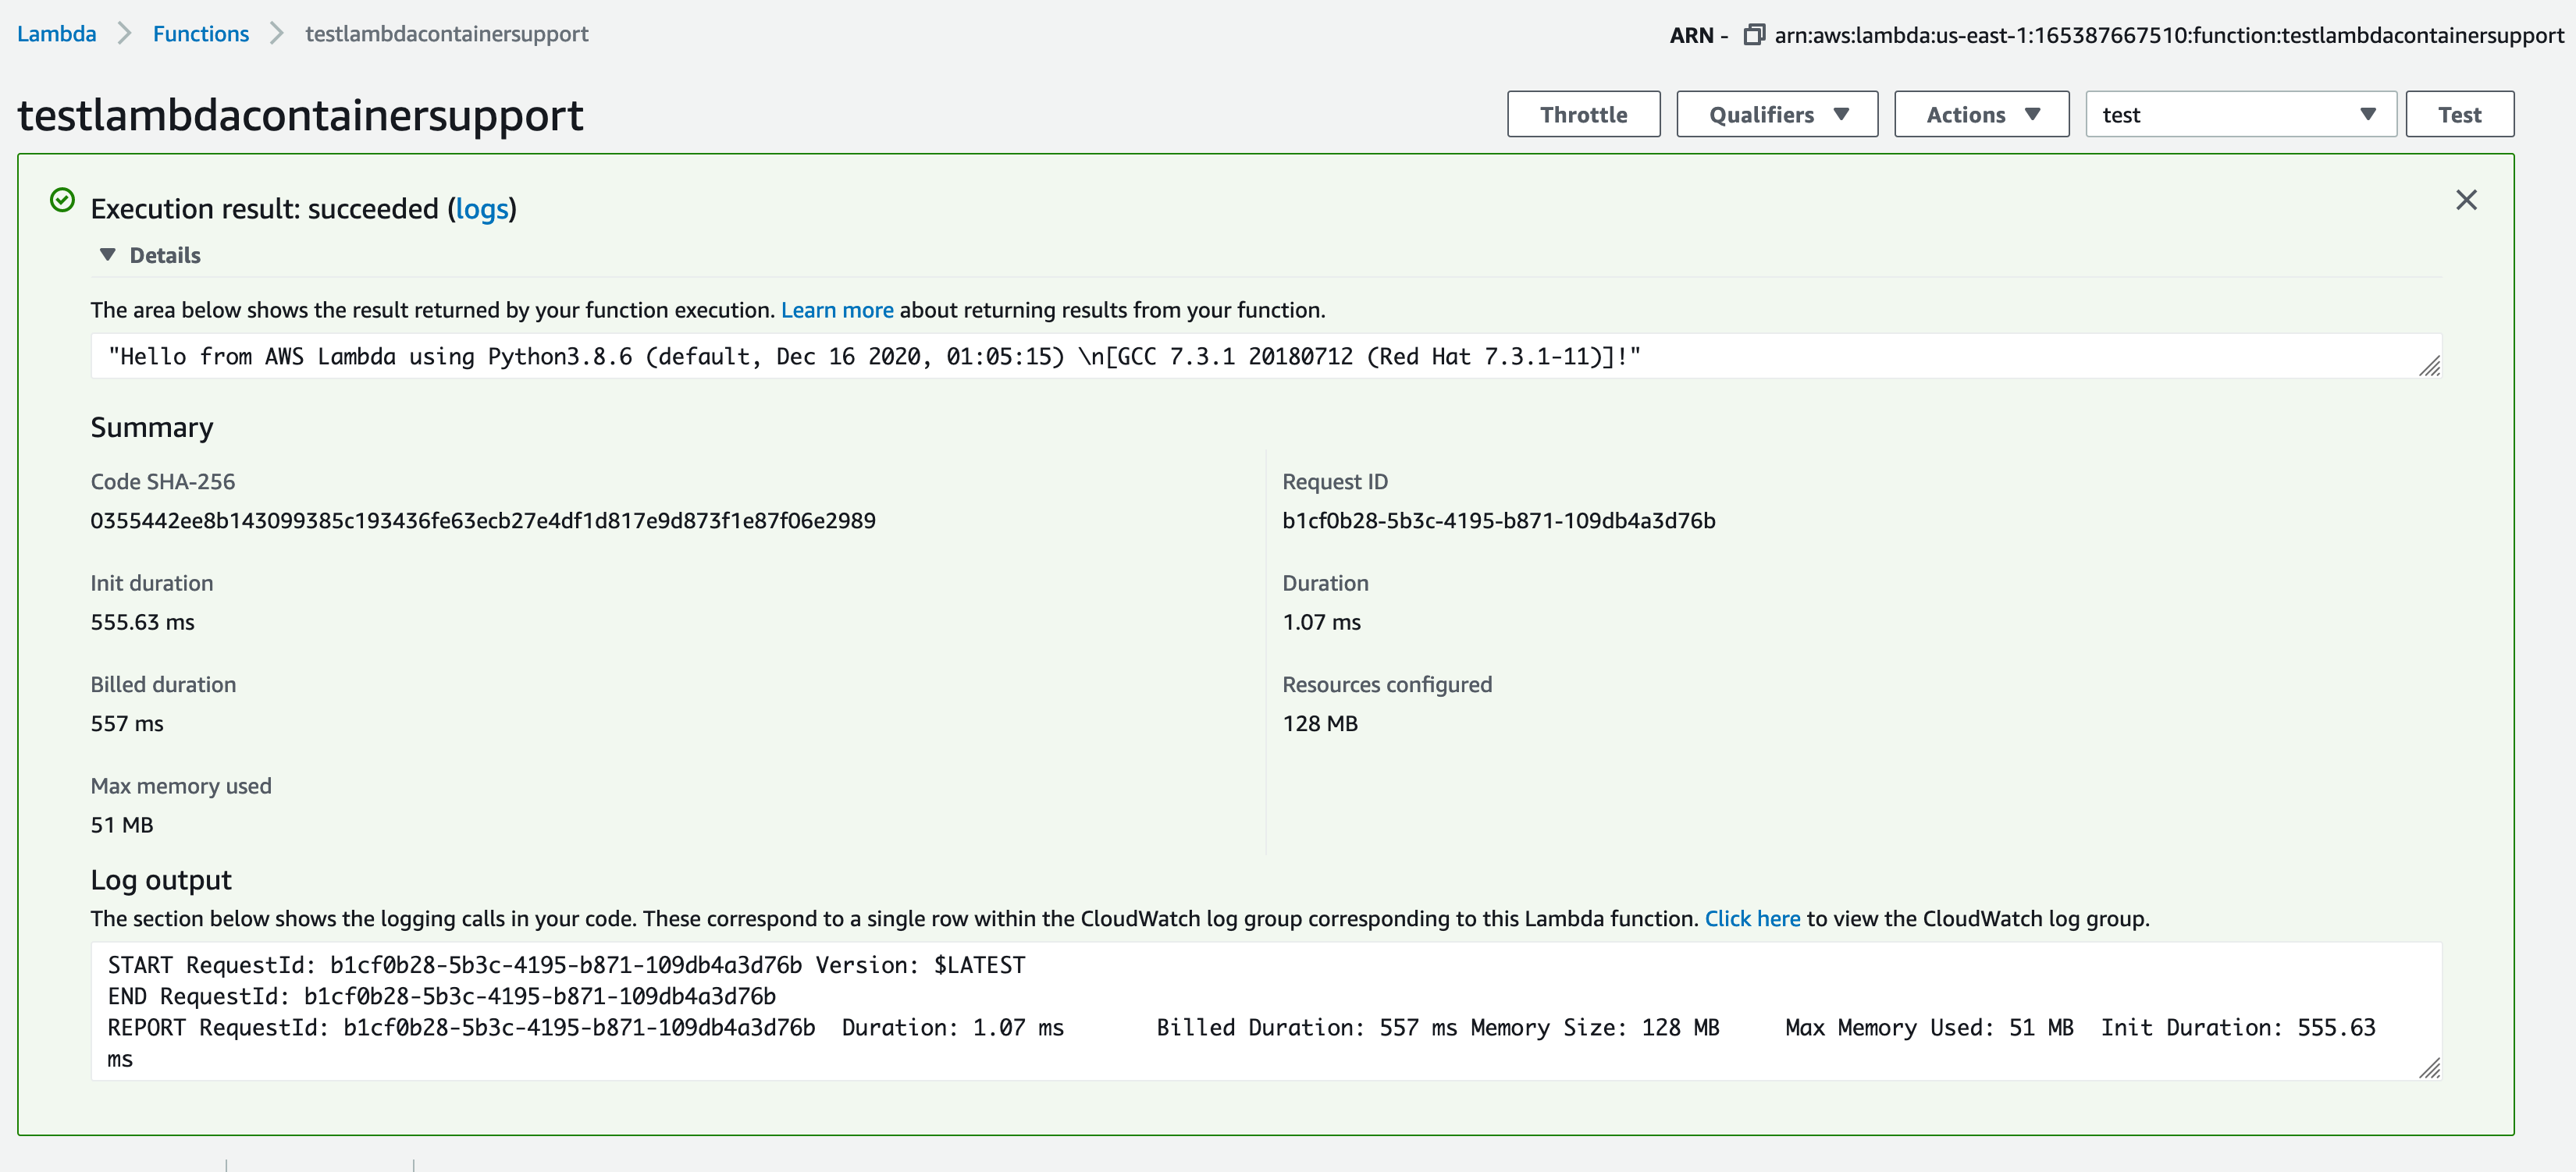 Lambda > Functions > testlambdacontainersupport
ARN - arn:aws:lambda:us-east-1:165387667510:function:testlambdacontainersupport
testlambdacontainersupport
Throttle
Qualifiers
Actions
test
Test
Execution result: succeeded (logs)
Details
The area below shows the result returned by your function execution. Learn more about returning results from your function.
"Hello from AWS Lambda using Python3.8.6 (default, Dec 16 2020, 01:05:15) \n[GCC 7.3.1 20180712 (Red Hat 7.3.1-11)]!"
Summary
Code SHA-256
0355442ee8b143099385c193436fe63ecb27e4df1d817e9d873f1e87f06e2989
Request ID
b1cf0b28-5b3c-4195-b871-109db4a3d76b
Init duration
555.63 ms
Duration
1.07 ms
Billed duration
557 ms
Resources configured
128 MB
Max memory used
51 MB
Log output
The section below shows the logging calls in your code. These correspond to a single row within the CloudWatch log group corresponding to this Lambda function. Click here to view the CloudWatch log group.
START RequestId: b1cf0b28-5b3c-4195-b871-109db4a3d76b Version: $LATEST
END RequestId: b1cf0b28-5b3c-4195-b871-109db4a3d76b
REPORT RequestId: b1cf0b28-5b3c-4195-b871-109db4a3d76b Duration: 1.07 ms Billed Duration: 557 ms Memory Size: 128 MB Max Memory Used: 51 MB Init Duration: 555.63
ms